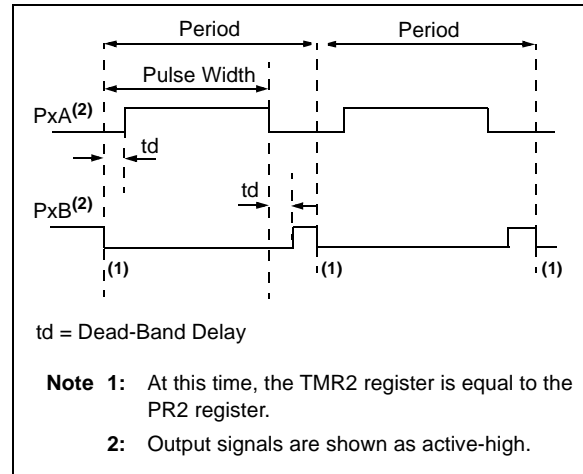 Period Period
Pulse Width
PxA(2)
td
td
PxB(2)
(1) (1) (1)
td = Dead-Band Delay
Note 1: At this time, the TMR2 register is equal to the
PR2 register.
2: Output signals are shown as active-high.